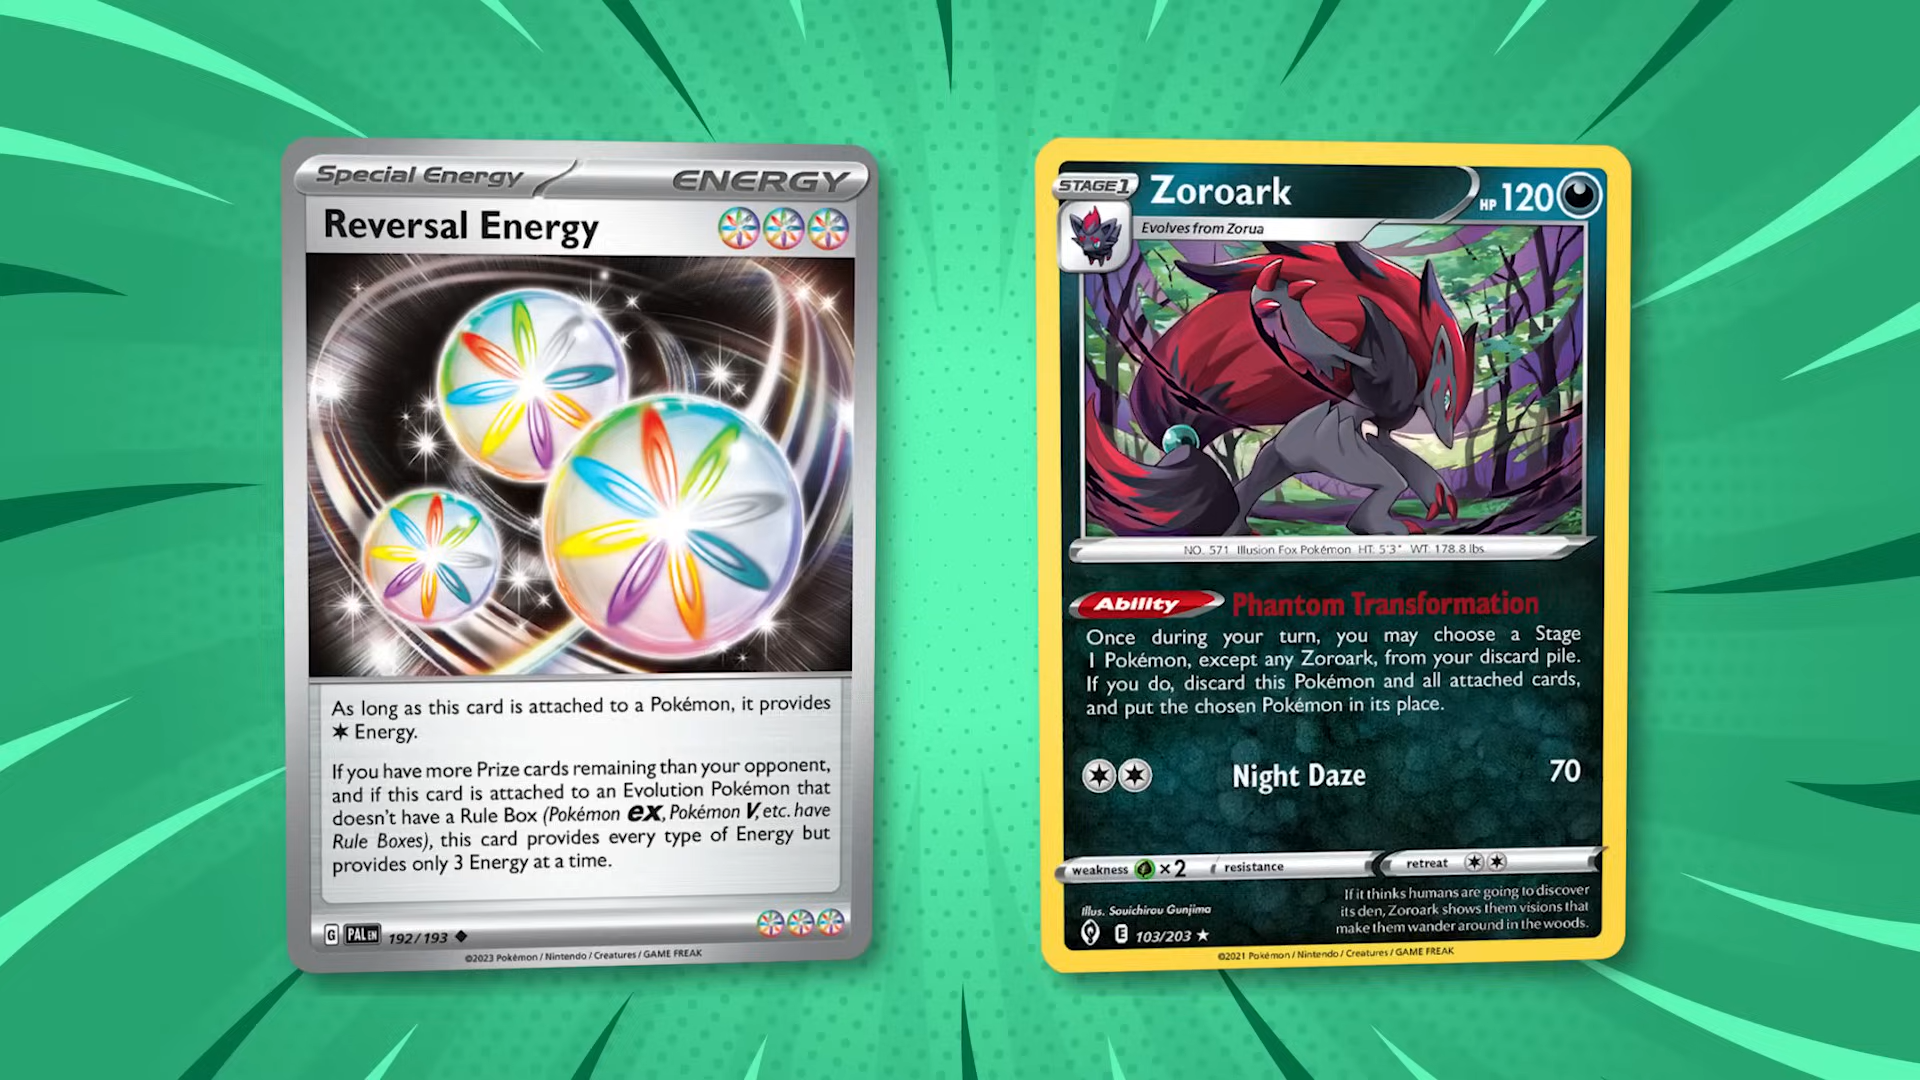 Special Energy
ENERGY
Reversal Energy
As long as this card is attached to a Pokémon, it provides
Energy.
If you have more Prize cards remaining than your opponent,
and if this card is attached to an Evolution Pokémon that
doesn't have a Rule Box (Pokémon ex, Pokémon V, etc. have
Rule Boxes), this card provides every type of Energy but
provides only 3 Energy at a time.
G PAL EN 192/193
©2023 Pokémon / Nintendo / Creatures / GAME FREAK
STAGE 1
Zoroark
HP 120
Evolves from Zorua
NO. 571 Illusion Fox Pokémon HT: 5'3" WT: 178.8 lbs
Ability Phantom Transformation
Once during your turn, you may choose a Stage
1 Pokémon, except any Zoroark, from your discard pile.
If you do, discard this Pokémon and all attached cards,
and put the chosen Pokémon in its place.
Night Daze 70
weakness ×2 resistance retreat
Illus. Souichirou Gunjima
E 103/203
If it thinks humans are going to discover
its den, Zoroark shows them visions that
make them wander around in the woods.
©2021 Pokémon / Nintendo / Creatures / GAME FREAK